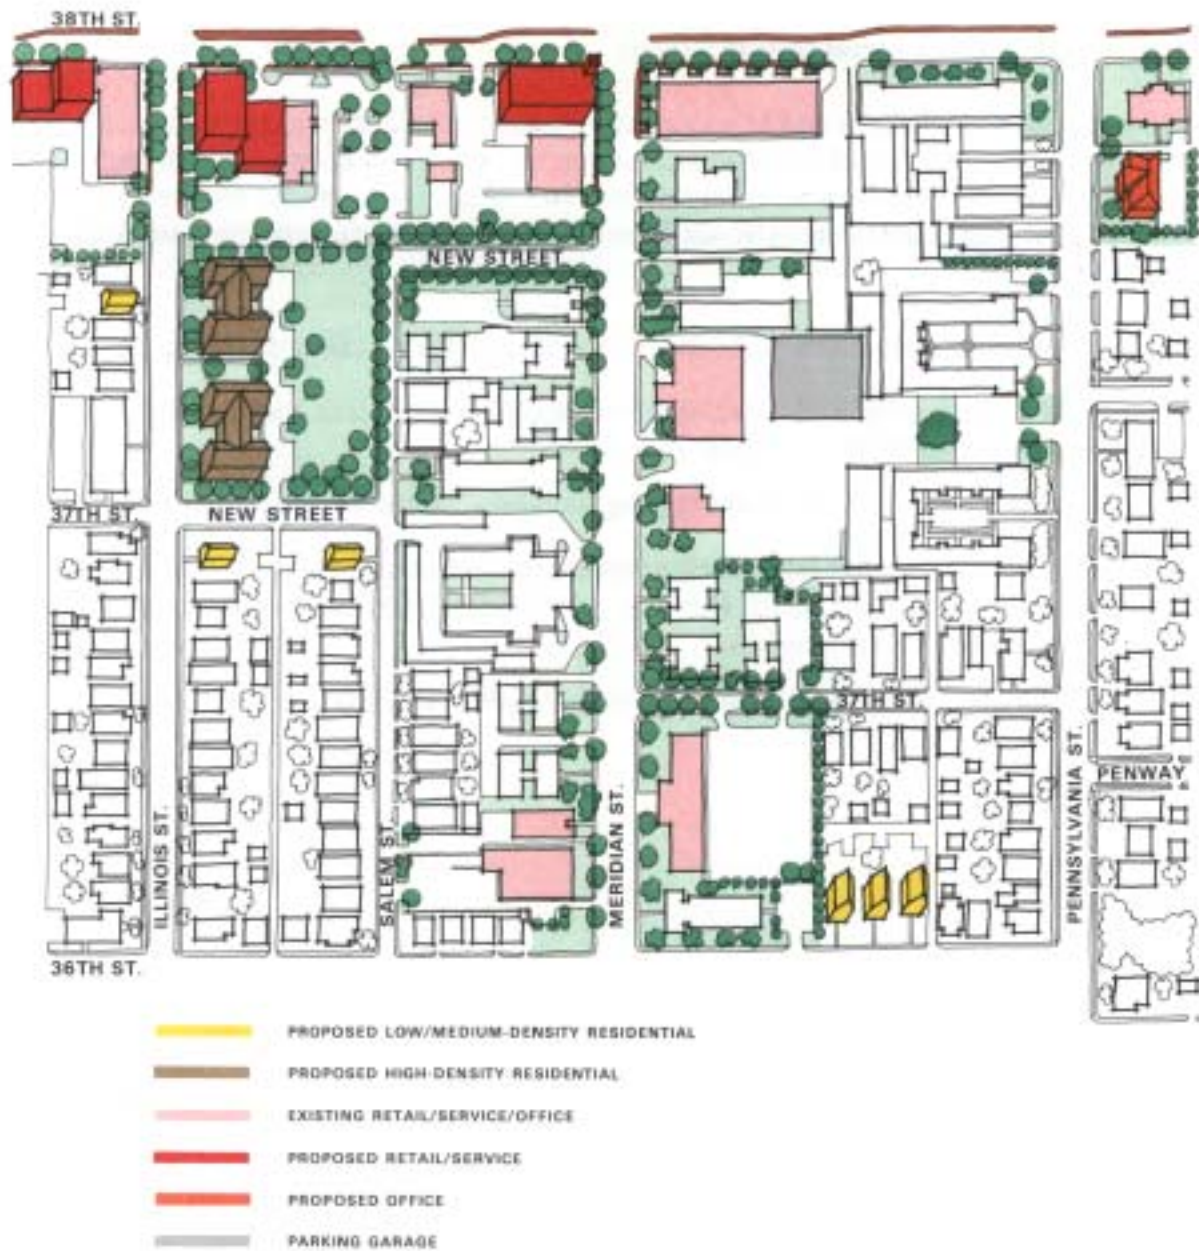 38TH ST.
NEW STREET
37TH ST.
NEW STREET
37TH ST.
PENWAY
ILLINOIS ST.
SALEM ST.
MERIDIAN ST.
PENNSYLVANIA ST.
36TH ST.
PROPOSED LOW/MEDIUM-DENSITY RESIDENTIAL
PROPOSED HIGH-DENSITY RESIDENTIAL
EXISTING RETAIL/SERVICE/OFFICE
PROPOSED RETAIL/SERVICE
PROPOSED OFFICE
PARKING GARAGE